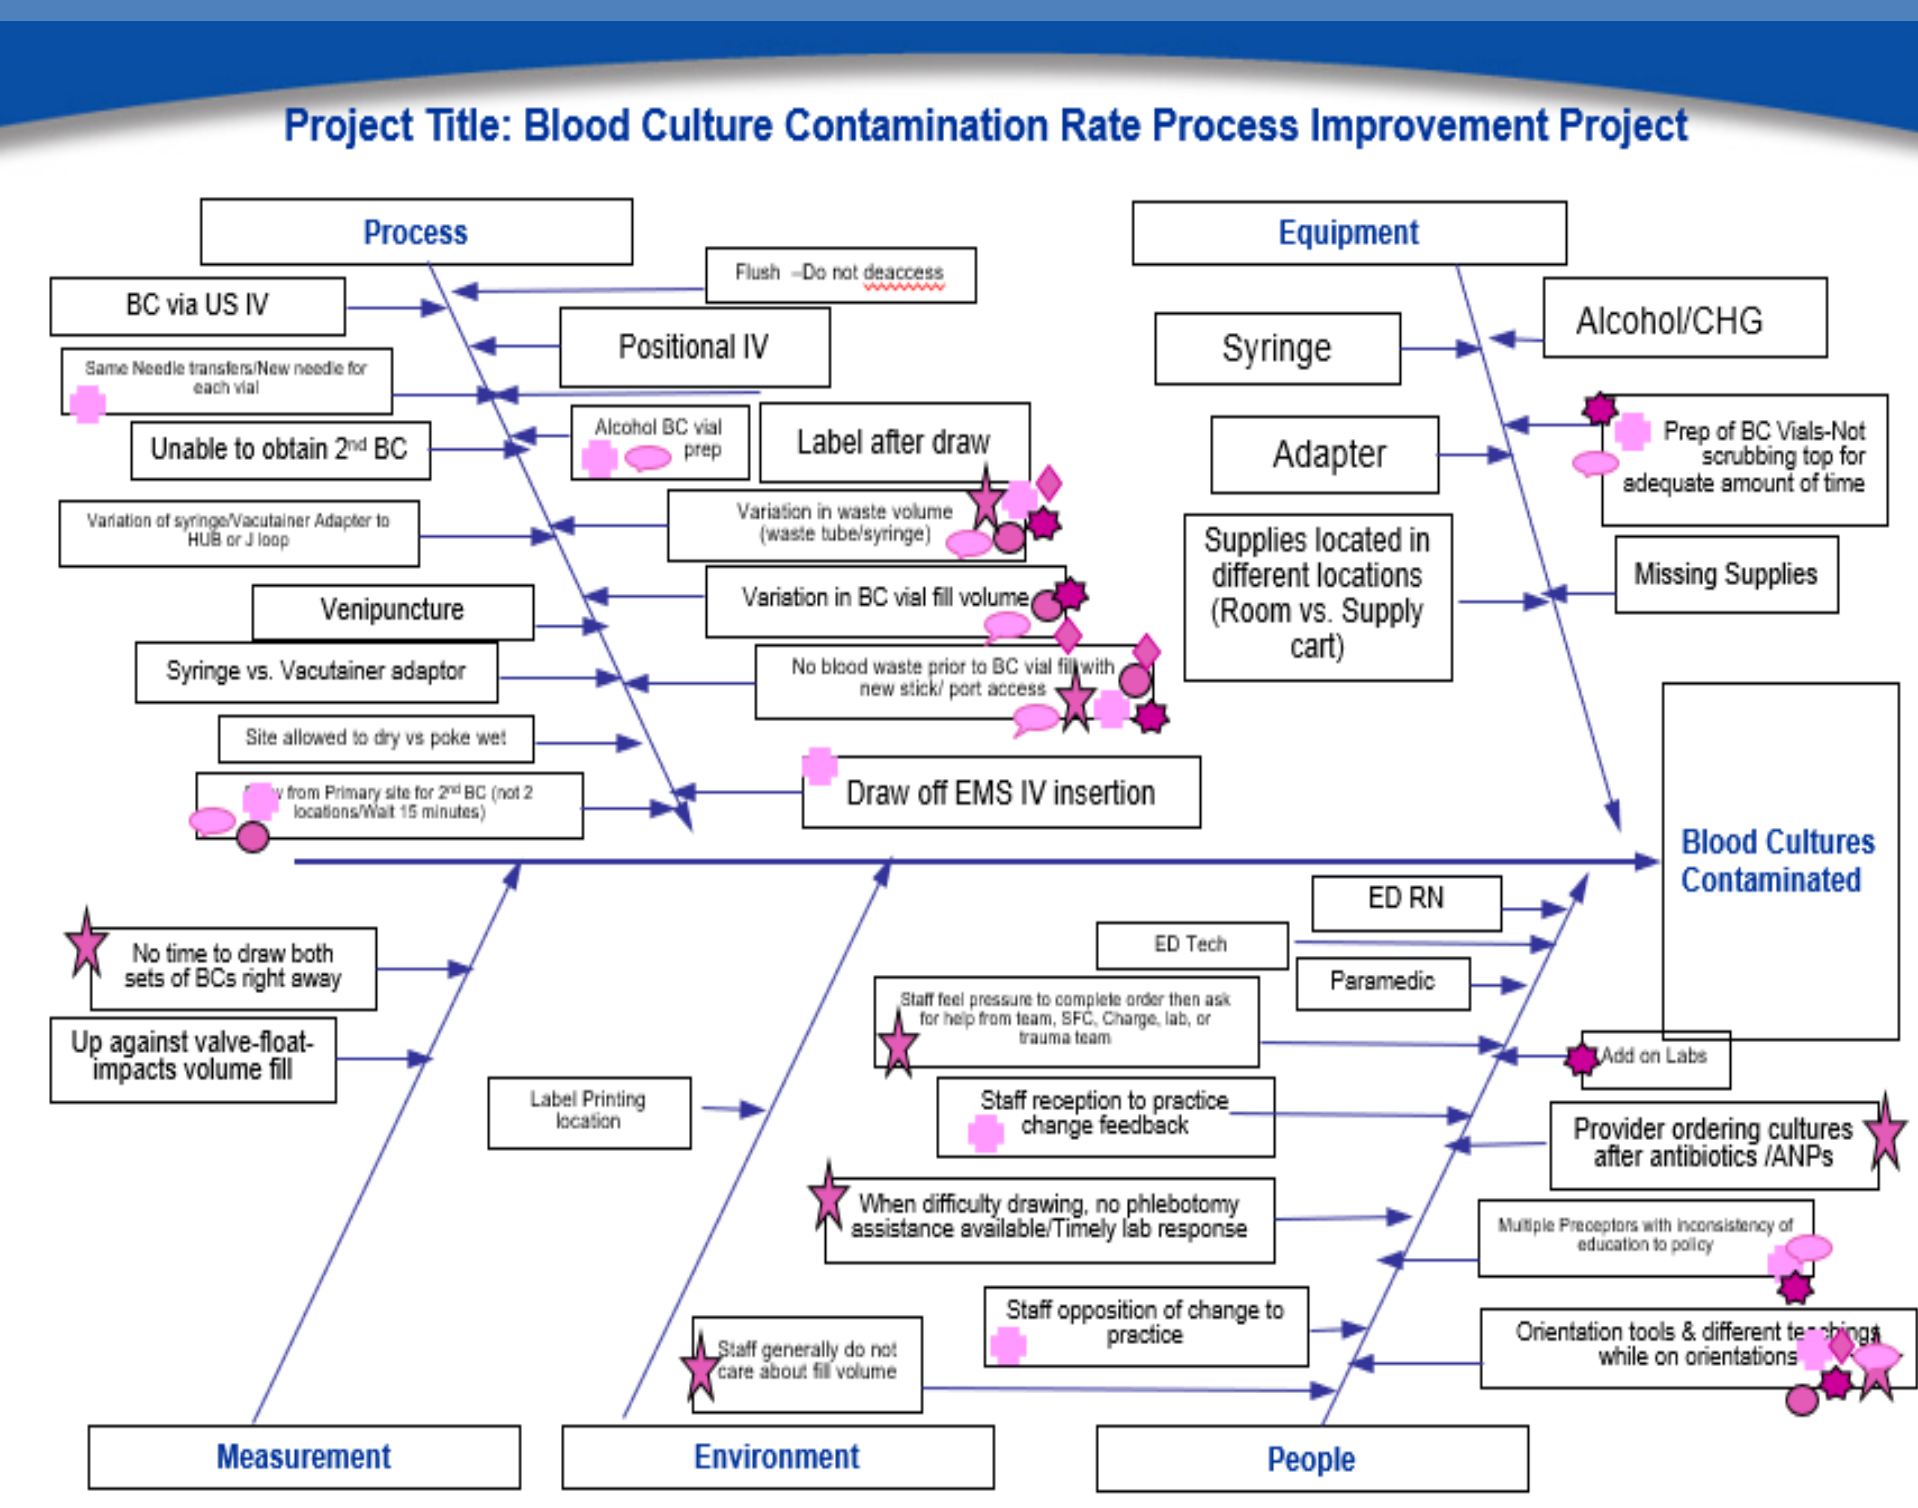 Project Title: Blood Culture Contamination Rate Process Improvement Project
Process
Equipment
Flush –Do not deaccess
BC via US IV
Positional IV
Alcohol/CHG
Syringe
Same Needle transfers/New needle for
each vial
Unable to obtain 2nd BC
Alcohol BC vial
prep
Label after draw
Adapter
Prep of BC Vials-Not
scrubbing top for
adequate amount of time
Variation of syringe/Vacutainer Adapter to
HUB or J loop
Variation in waste volume
(waste tube/syringe)
Supplies located in
different locations
(Room vs. Supply
cart)
Missing Supplies
Venipuncture
Variation in BC vial fill volume
Syringe vs. Vacutainer adaptor
No blood waste prior to BC vial fill with
new stick/ port access
Site allowed to dry vs poke wet
from Primary site for 2nd BC (not 2
locations/Wait 15 minutes)
Draw off EMS IV insertion
Blood Cultures
Contaminated
ED RN
ED Tech
Paramedic
No time to draw both
sets of BCs right away
Up against valve-float-
impacts volume fill
Staff feel pressure to complete order then ask
for help from team, SFC, Charge, lab, or
trauma team
Add on Labs
Label Printing
location
Staff reception to practice
change feedback
Provider ordering cultures
after antibiotics /ANPs
When difficulty drawing, no phlebotomy
assistance available/Timely lab response
Multiple Preceptors with inconsistency of
education to policy
Staff opposition of change to
practice
Orientation tools & different teachings
while on orientations
Staff generally do not
care about fill volume
Measurement
Environment
People